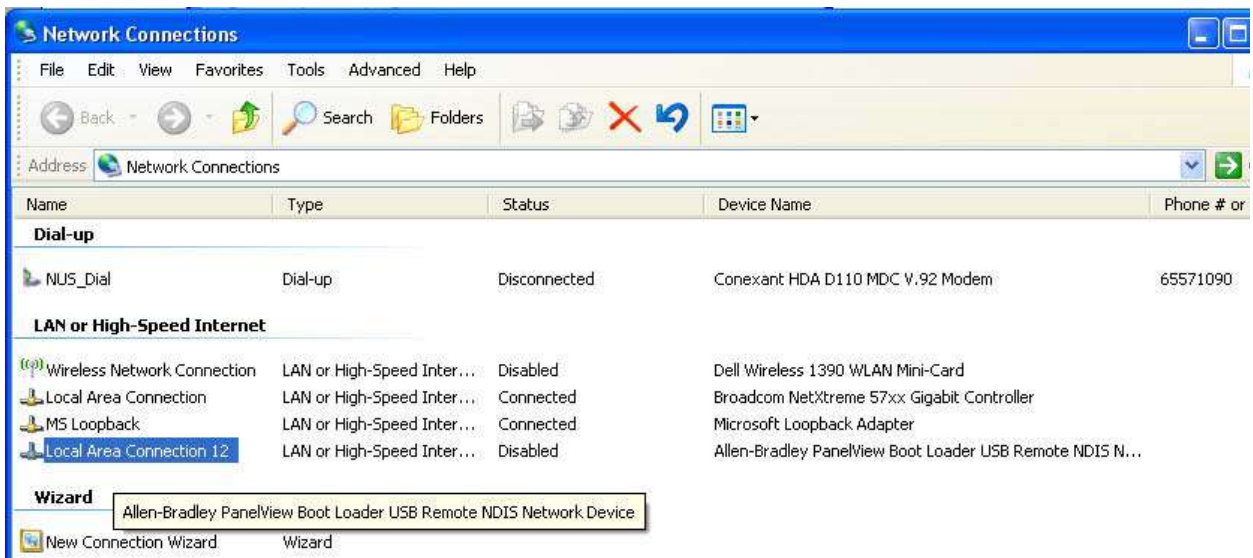 Network Connections
File Edit View Favorites Tools Advanced Help
Back Search Folders
Address Network Connections
Name Type Status Device Name Phone # or
Dial-up
NUS_Dial Dial-up Disconnected Conexant HDA D110 MDC V.92 Modem 65571090
LAN or High-Speed Internet
Wireless Network Connection LAN or High-Speed Inter... Disabled Dell Wireless 1390 WLAN Mini-Card
Local Area Connection LAN or High-Speed Inter... Connected Broadcom NetXtreme 57xx Gigabit Controller
MS Loopback LAN or High-Speed Inter... Connected Microsoft Loopback Adapter
Local Area Connection 12 LAN or High-Speed Inter... Disabled Allen-Bradley PanelView Boot Loader USB Remote NDIS N...
Wizard
Allen-Bradley PanelView Boot Loader USB Remote NDIS Network Device
New Connection Wizard Wizard